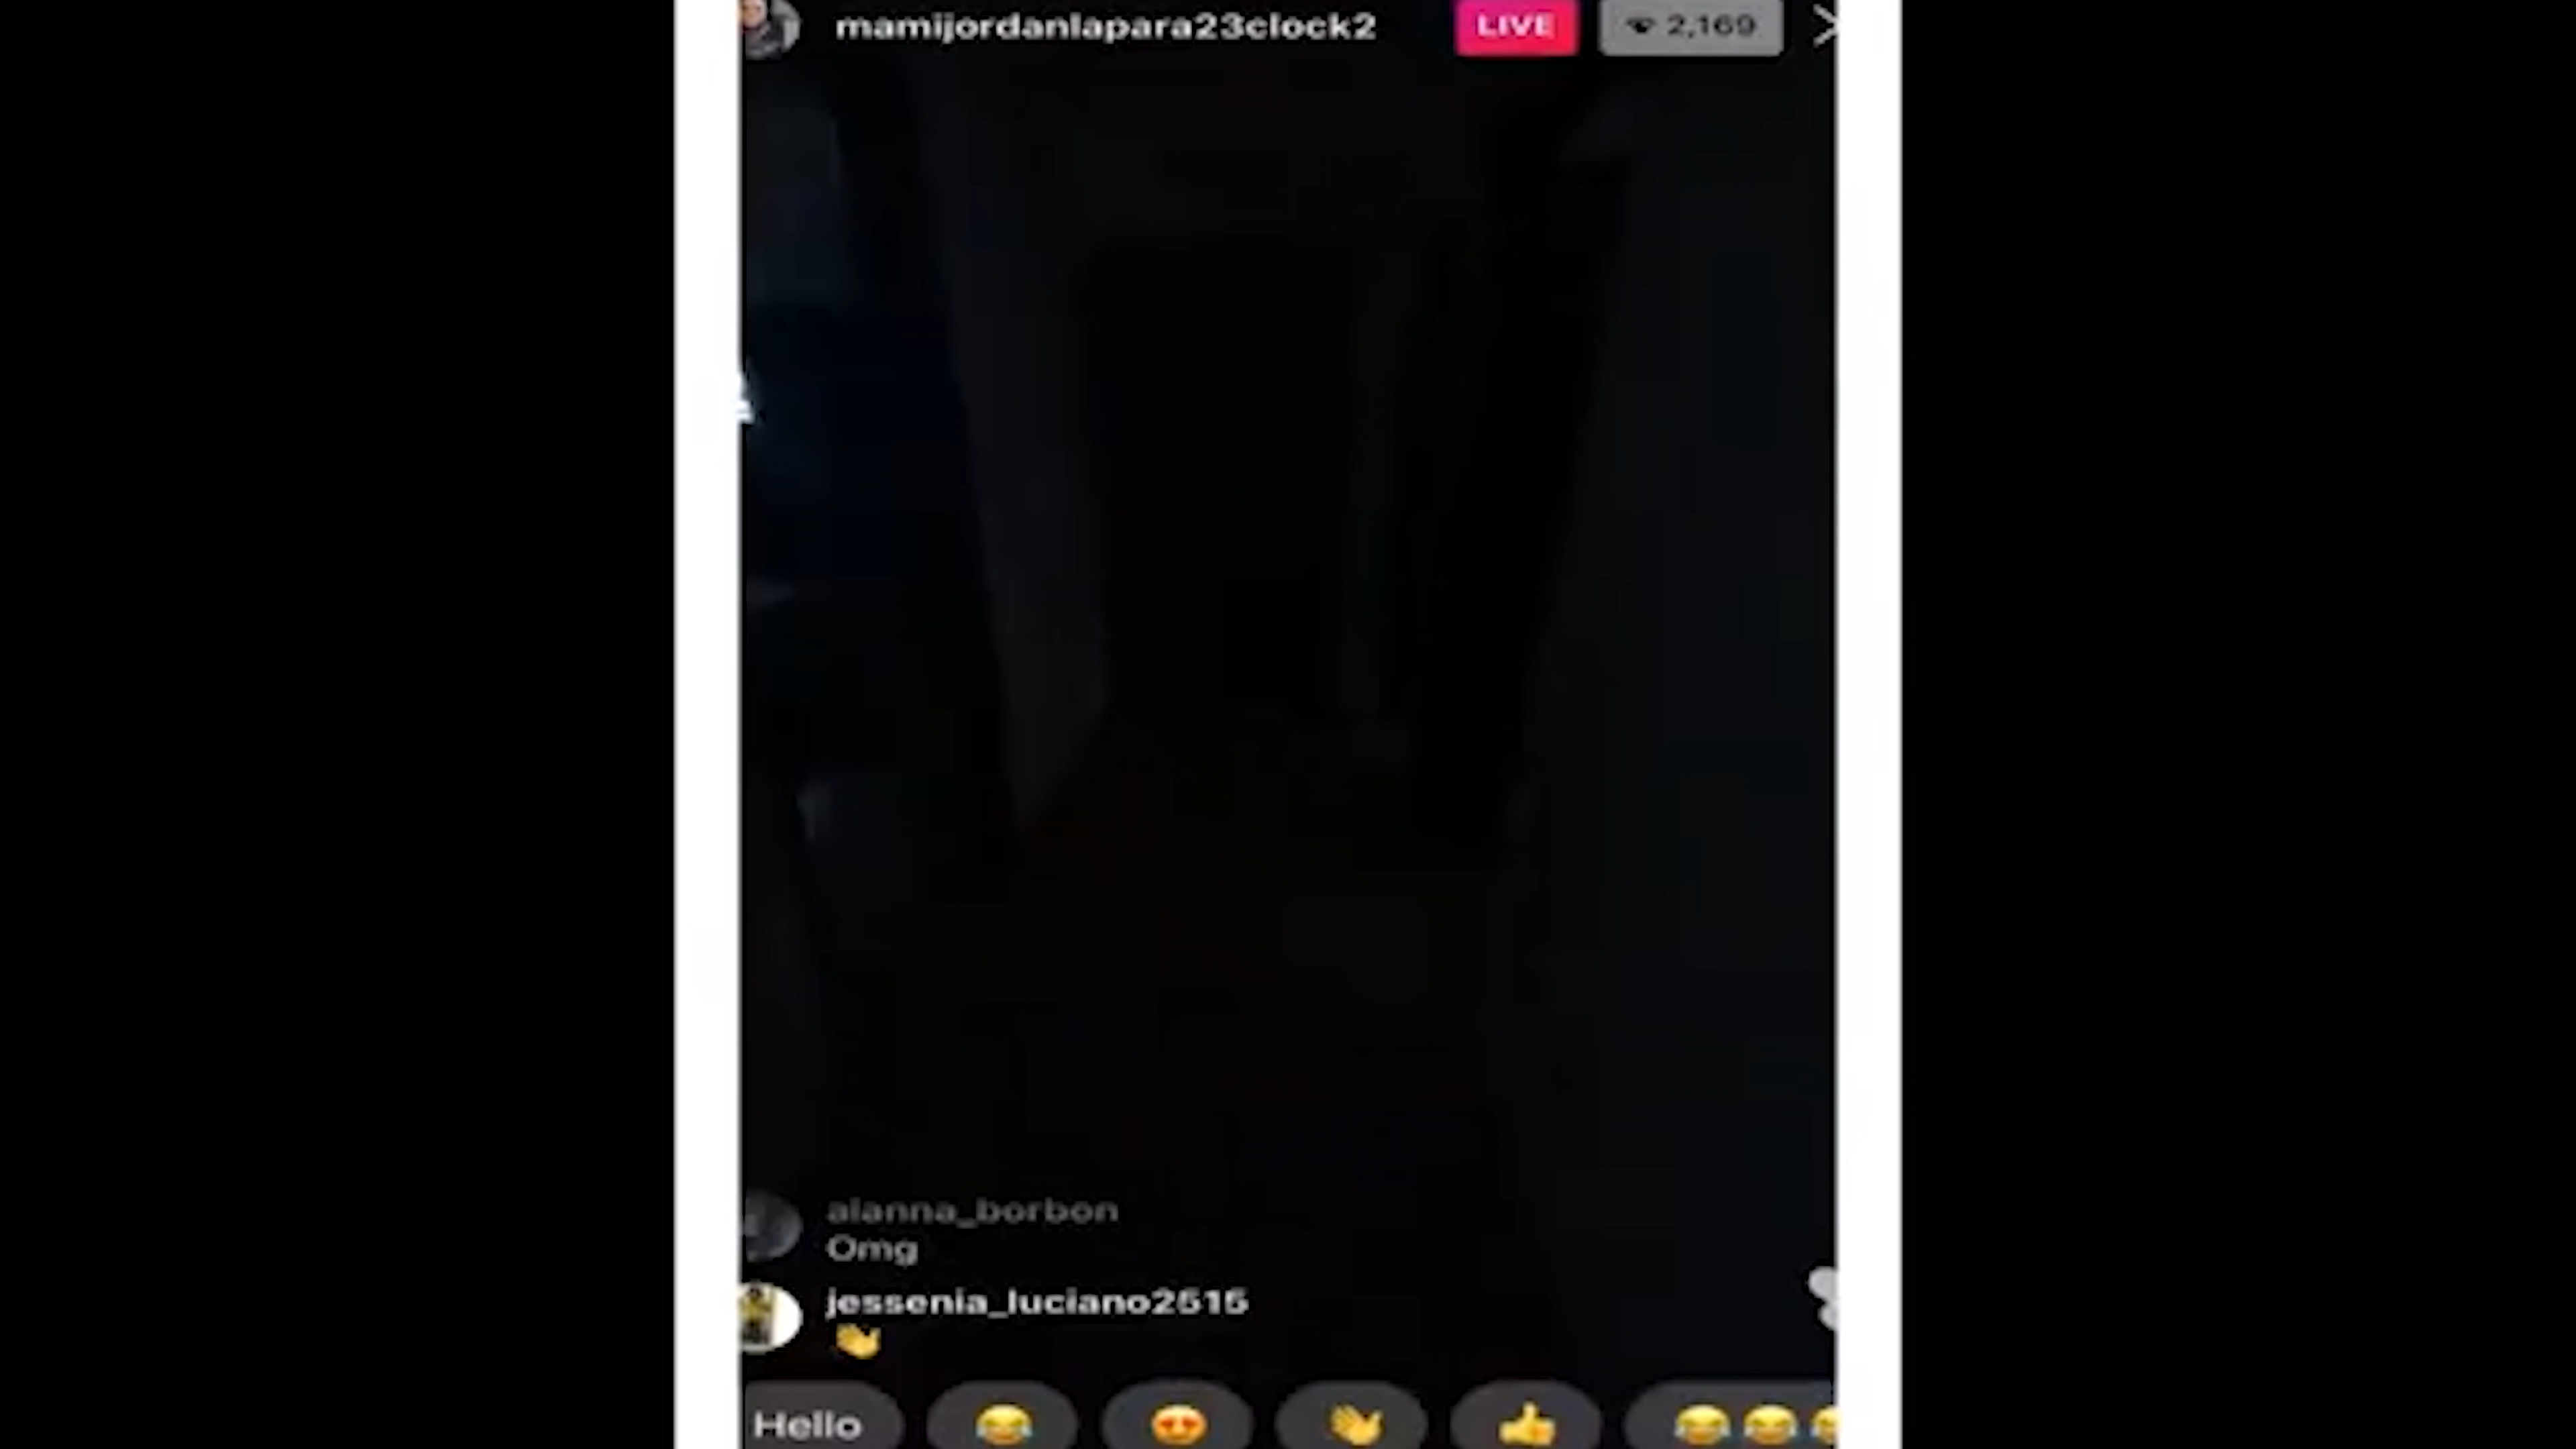 mamijordanlapara23clock2 LIVE 2,169
alanna_borbon
Omg
jessenia_luciano2515
👋
Hello 😂 😍 👋 👍 😂😂😂